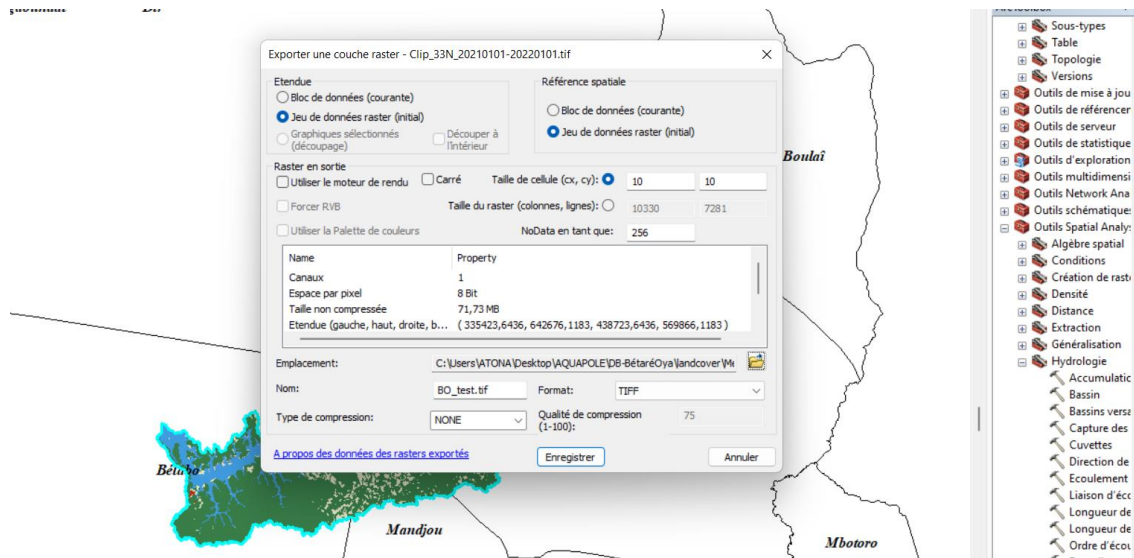 Exporter une couche raster - Clip_33N_20210101-20220101.tif
Etendue
Bloc de données (courante)
Jeu de données raster (initial)
Graphiques sélectionnés (découpage)
Découper à l'intérieur
Référence spatiale
Bloc de données (courante)
Jeu de données raster (initial)
Raster en sortie
Utiliser le moteur de rendu
Carré
Taille de cellule (cx, cy):
10
10
Forcer RVB
Taille du raster (colonnes, lignes):
10330
7281
Utiliser la Palette de couleurs
NoData en tant que:
256
Name
Property
Canaux
1
Espace par pixel
8 Bit
Taille non compressée
71,73 MB
Etendue (gauche, haut, droite, b...
( 335423,6436, 642676,1183, 438723,6436, 569866,1183 )
Emplacement:
C:\Users\ATONA\Desktop\AQUAPOLE\DB-BétaréOya\landcover\Me
Nom:
BO_test.tif
Format:
TIFF
Type de compression:
NONE
Qualité de compression (1-100):
75
A propos des données des rasters exportés
Enregistrer
Annuler
Boulaî
Mandjou
Mbotoro
Sous-types
Table
Topologie
Versions
Outils de mise à jou
Outils de référencer
Outils de serveur
Outils de statistique
Outils d'exploration
Outils multidimensi
Outils Network Ana
Outils schématiques
Outils Spatial Analys
Algèbre spatial
Conditions
Création de raste
Densité
Distance
Extraction
Généralisation
Hydrologie
Accumulatic
Bassin
Bassins versa
Capture des
Cuvettes
Direction de
Ecoulement
Liaison d'éco
Longueur de
Longueur de
Ordre d'écou